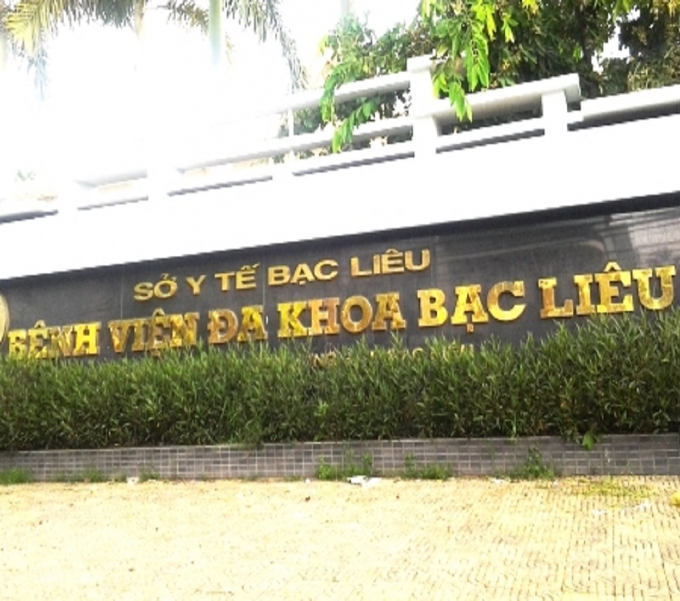 SỞ Y TẾ BẠC LIÊU
BỆNH VIỆN ĐA KHOA BẠC LIÊU